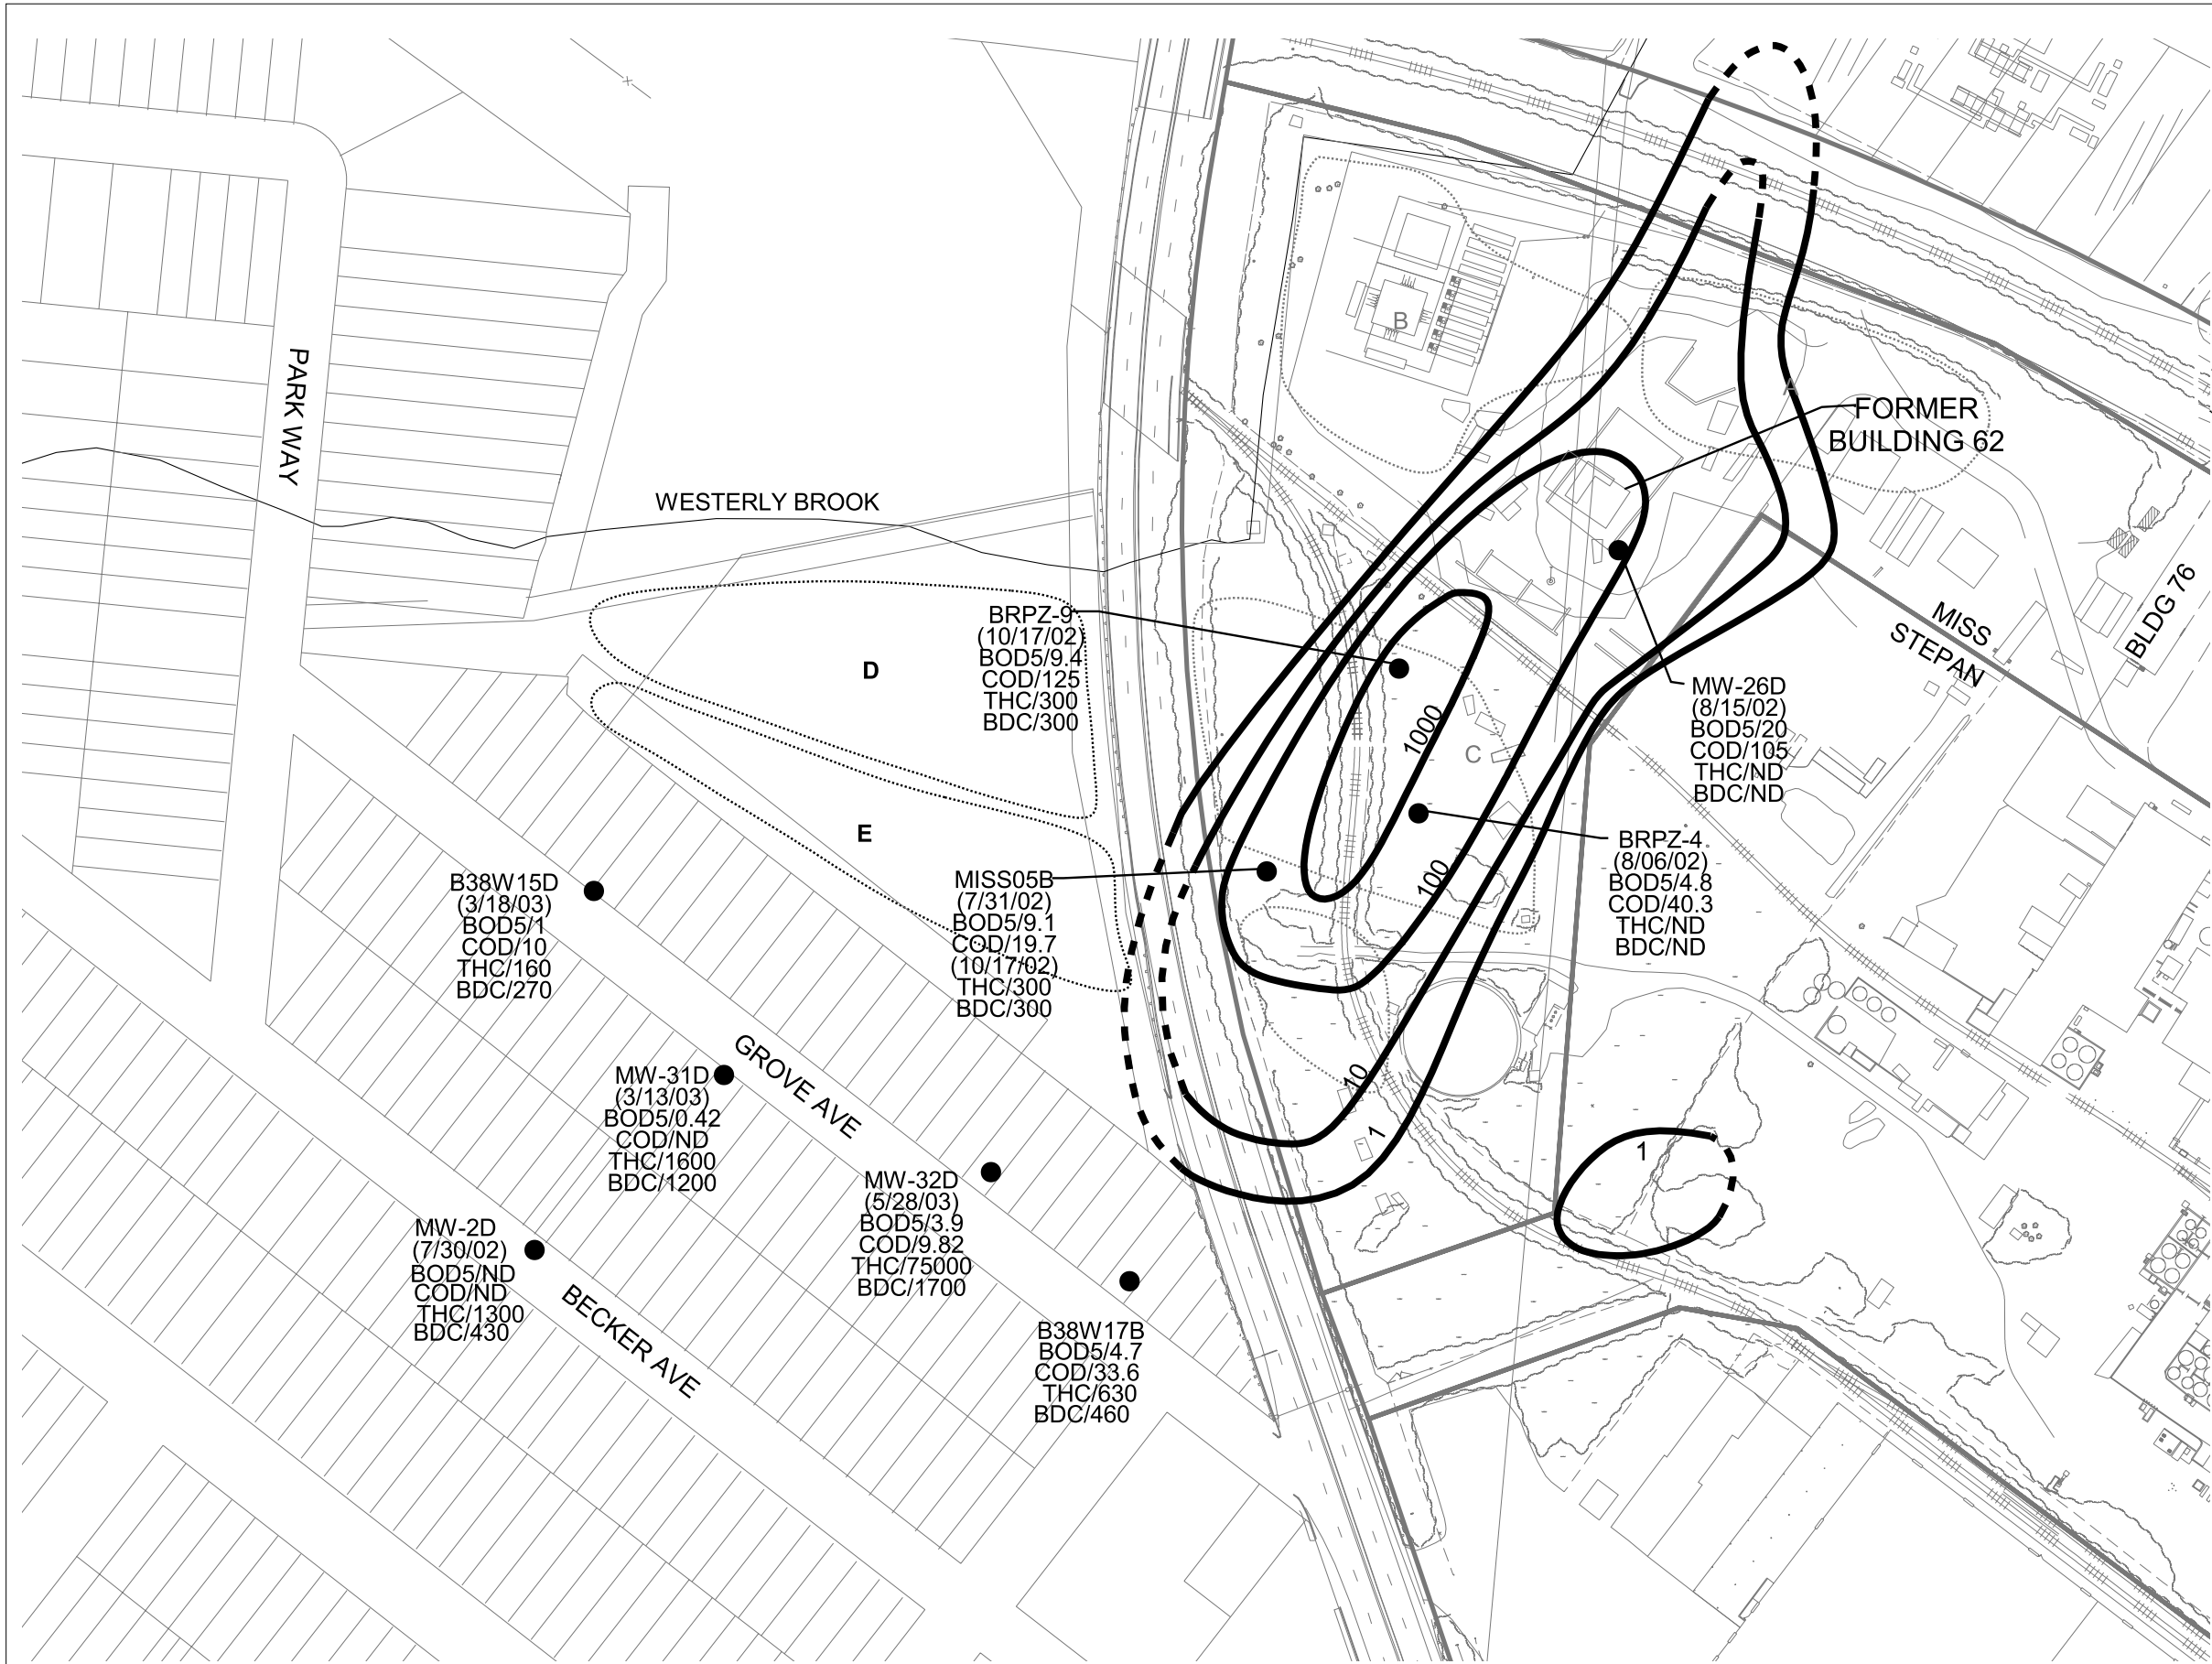 B
A
FORMER
BUILDING 62
PARK WAY
WESTERLY BROOK
BRPZ-9
(10/17/02)
BOD5/9.4
COD/125
THC/300
BDC/300
D
E
1000
C
100
10
1
1
MISS
STEPAN
BLDG 76
MW-26D
(8/15/02)
BOD5/20
COD/105
THC/ND
BDC/ND
BRPZ-4
(8/06/02)
BOD5/4.8
COD/40.3
THC/ND
BDC/ND
MISS05B
(7/31/02)
BOD5/9.1
COD/19.7
(10/17/02)
THC/300
BDC/300
B38W15D
(3/18/03)
BOD5/1
COD/10
THC/160
BDC/270
GROVE AVE
MW-31D
(3/13/03)
BOD5/0.42
COD/ND
THC/1600
BDC/1200
MW-32D
(5/28/03)
BOD5/3.9
COD/9.82
THC/75000
BDC/1700
MW-2D
(7/30/02)
BOD5/ND
COD/ND
THC/1300
BDC/430
BECKER AVE
B38W17B
BOD5/4.7
COD/33.6
THC/630
BDC/460